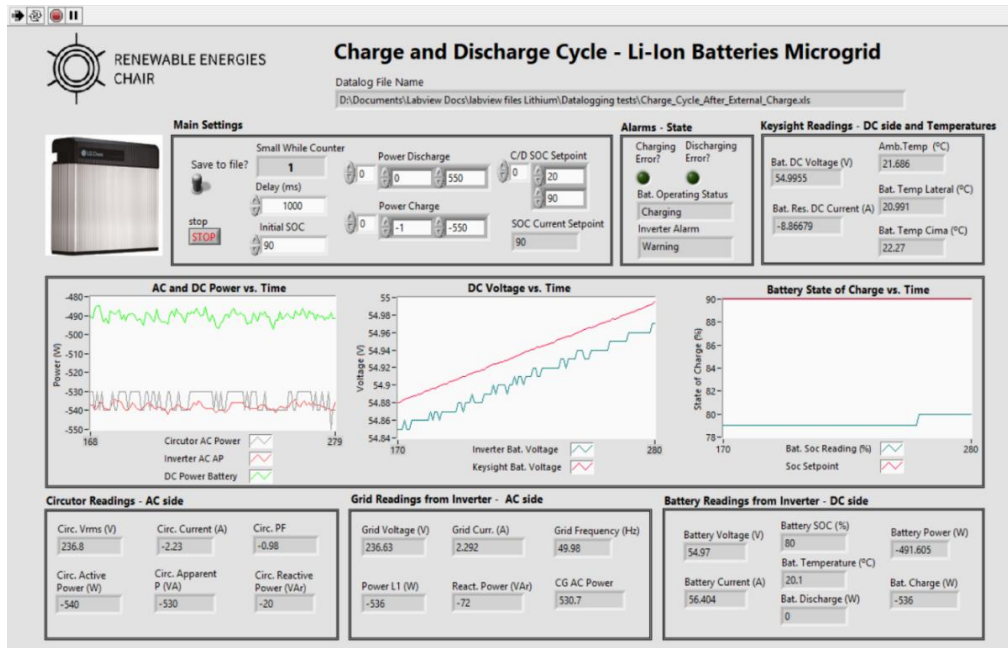 RENEWABLE ENERGIES
CHAIR
Charge and Discharge Cycle - Li-Ion Batteries Microgrid
Datalog File Name
D:\Documents\Labview Docs\labview files Lithium\Datalogging tests\Charge_Cycle_After_External_Charge.xls
Main Settings
Save to file?
stop
STOP
Small While Counter
1
Delay (ms)
1000
Initial SOC
90
Power Discharge
0
0
550
Power Charge
0
-1
-550
C/D SOC Setpoint
0
20
90
SOC Current Setpoint
90
Alarms - State
Charging Error?
Discharging Error?
Bat. Operating Status
Charging
Inverter Alarm
Warning
Keysight Readings - DC side and Temperatures
Bat. DC Voltage (V)
54.9955
Bat. Res. DC Current (A)
-8.86679
Amb.Temp (ºC)
21.686
Bat. Temp Lateral (ºC)
20.991
Bat. Temp Cima (ºC)
22.27
AC and DC Power vs. Time
Power (W)
-480
-490
-500
-510
-520
-530
-540
-550
168
279
Circutor AC Power
Inverter AC AP
DC Power Battery
DC Voltage vs. Time
Voltage (V)
55
54.98
54.96
54.94
54.92
54.9
54.88
54.86
54.84
170
280
Inverter Bat. Voltage
Keysight Bat. Voltage
Battery State of Charge vs. Time
State of Charge (%)
90
88
86
84
82
80
78
170
280
Bat. Soc Reading (%)
Soc Setpoint
Circutor Readings - AC side
Circ. Vrms (V)
236.8
Circ. Current (A)
-2.23
Circ. PF
-0.98
Circ. Active
Power (W)
-540
Circ. Apparent
P (VA)
-530
Circ. Reactive
Power (VAr)
-20
Grid Readings from Inverter - AC side
Grid Voltage (V)
236.63
Grid Curr. (A)
2.292
Grid Frequency (Hz)
49.98
Power L1 (W)
-536
React. Power (VAr)
-72
CG AC Power
530.7
Battery Readings from Inverter - DC side
Battery Voltage (V)
54.97
Battery SOC (%)
80
Battery Power (W)
-491.605
Battery Current (A)
56.404
Bat. Temperature (ºC)
20.1
Bat. Discharge (W)
0
Bat. Charge (W)
-536